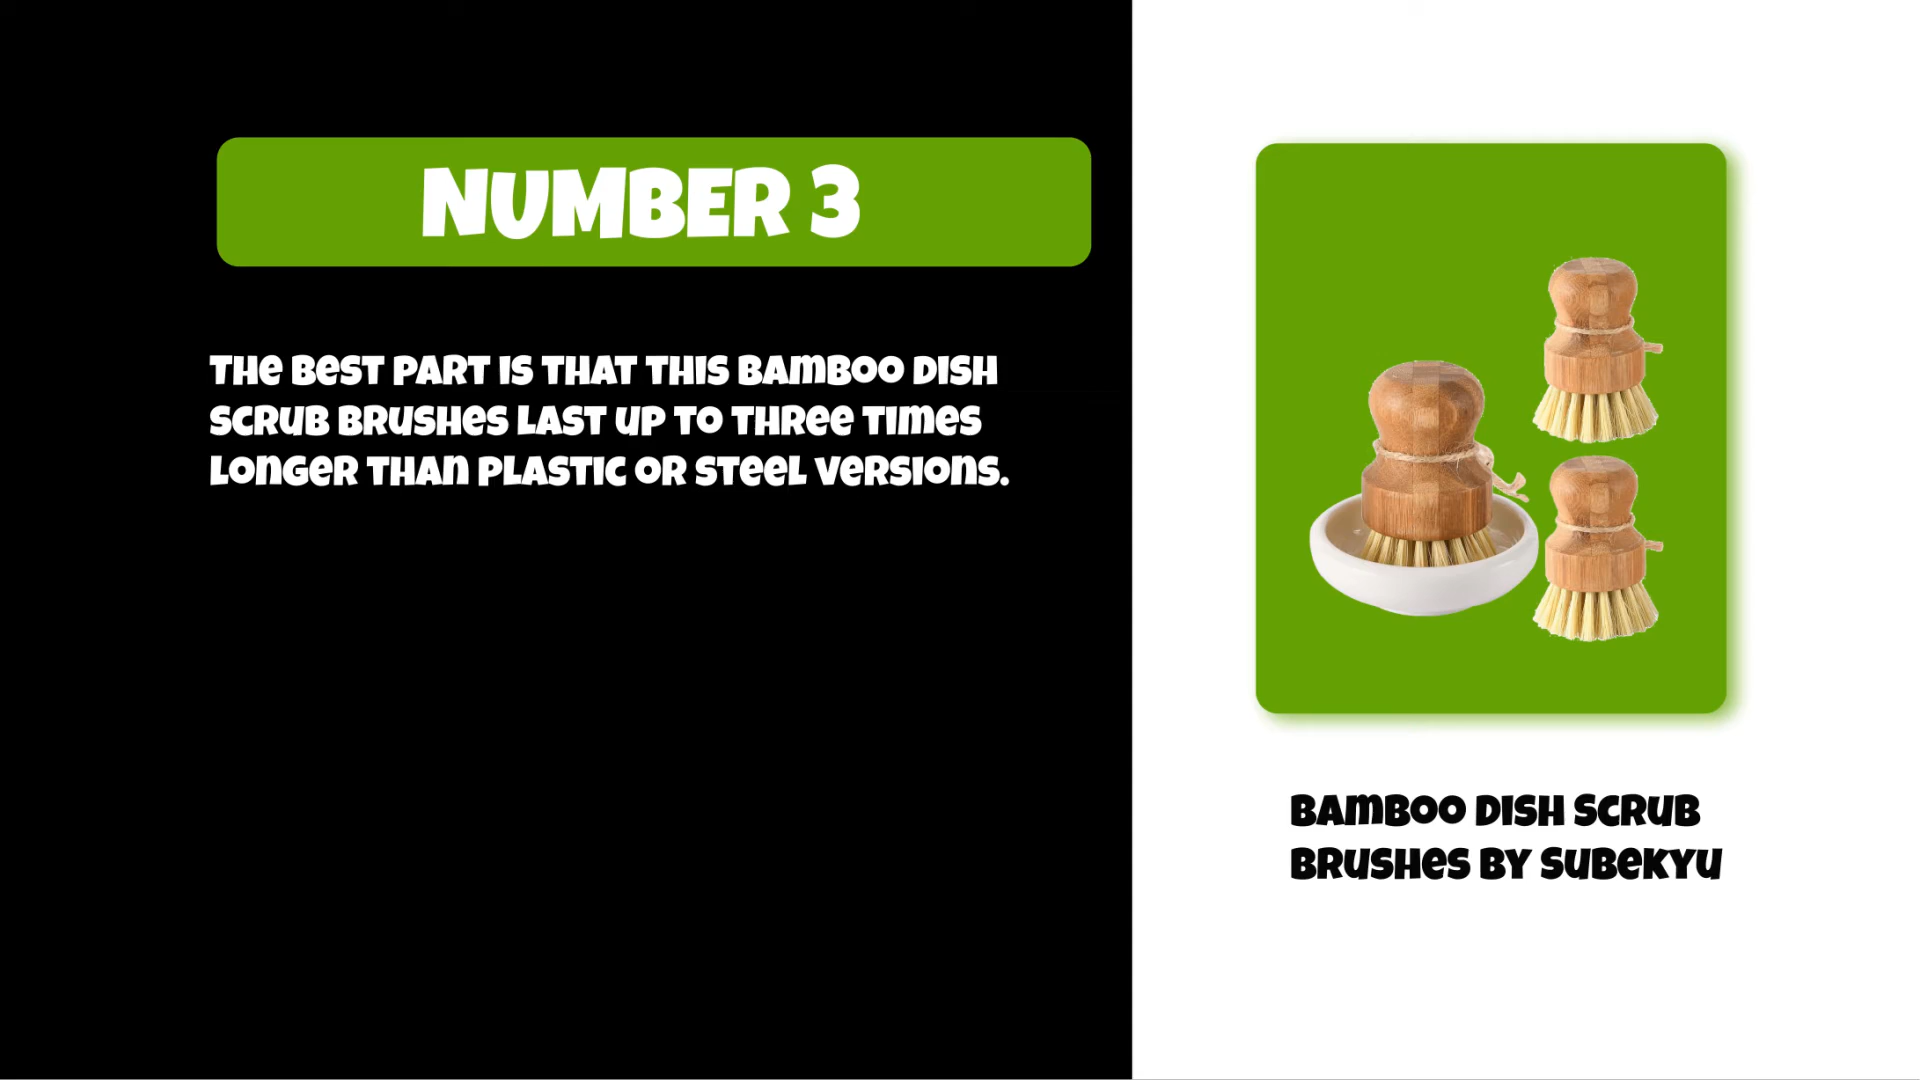 NUMBER 3
THE BEST PART IS THAT THIS BAMBOO DISH
SCRUB BRUSHES LAST UP TO THREE TIMES
LONGER THAN PLASTIC OR STEEL VERSIONS.
BAMBOO DISH SCRUB
BRUSHES BY SUBEKYU